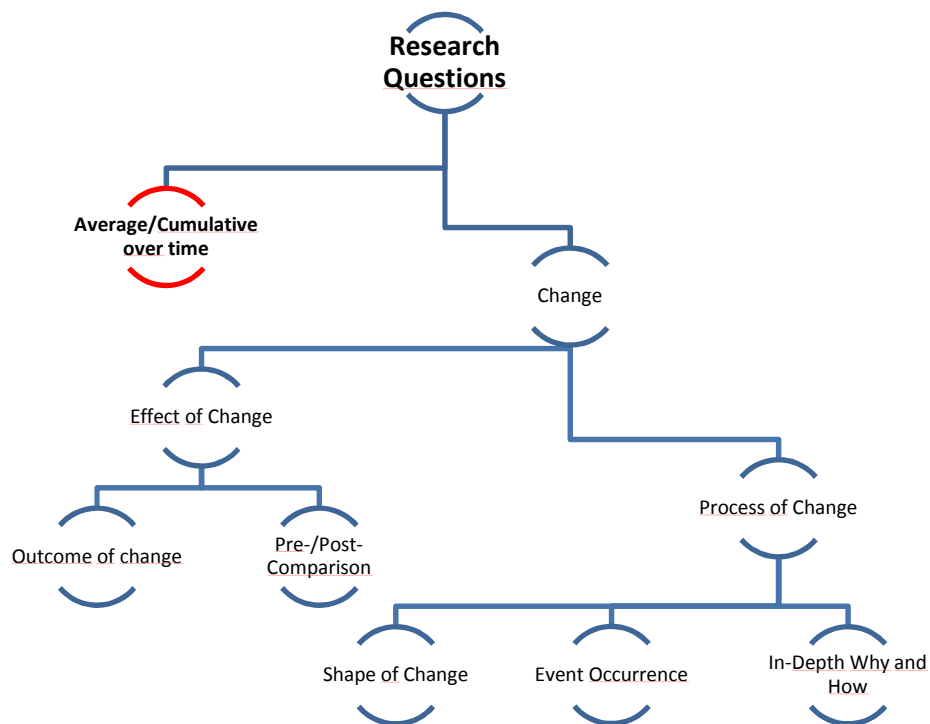 Research
Questions
Average/Cumulative
over time
Change
Effect of Change
Process of Change
Outcome of change
Pre-/Post-
Comparison
Shape of Change
Event Occurrence
In-Depth Why and
How